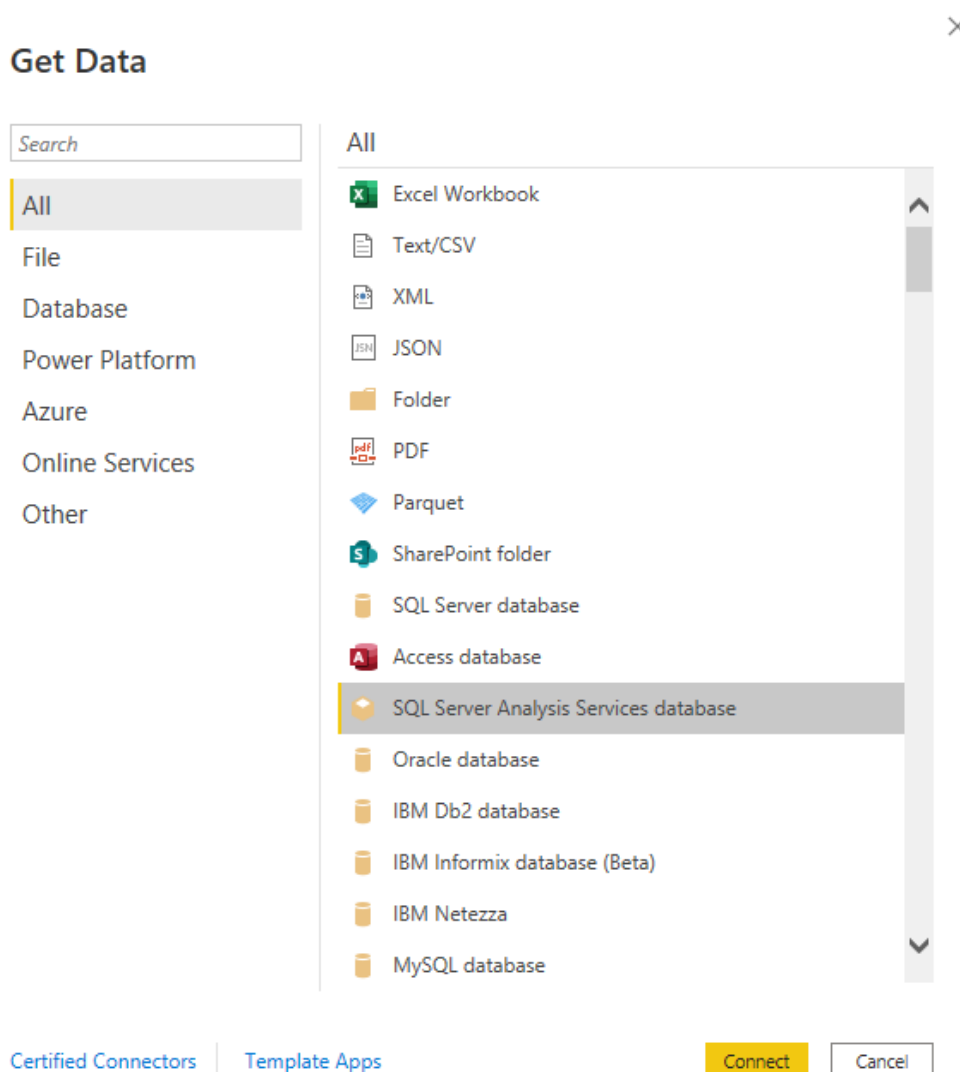 Get Data
Search
All
File
Database
Power Platform
Azure
Online Services
Other
All
Excel Workbook
Text/CSV
XML
JSN JSON
Folder
pdf PDF
Parquet
S SharePoint folder
SQL Server database
A Access database
SQL Server Analysis Services database
Oracle database
IBM Db2 database
IBM Informix database (Beta)
IBM Netezza
MySQL database
Certified Connectors
Template Apps
Connect
Cancel